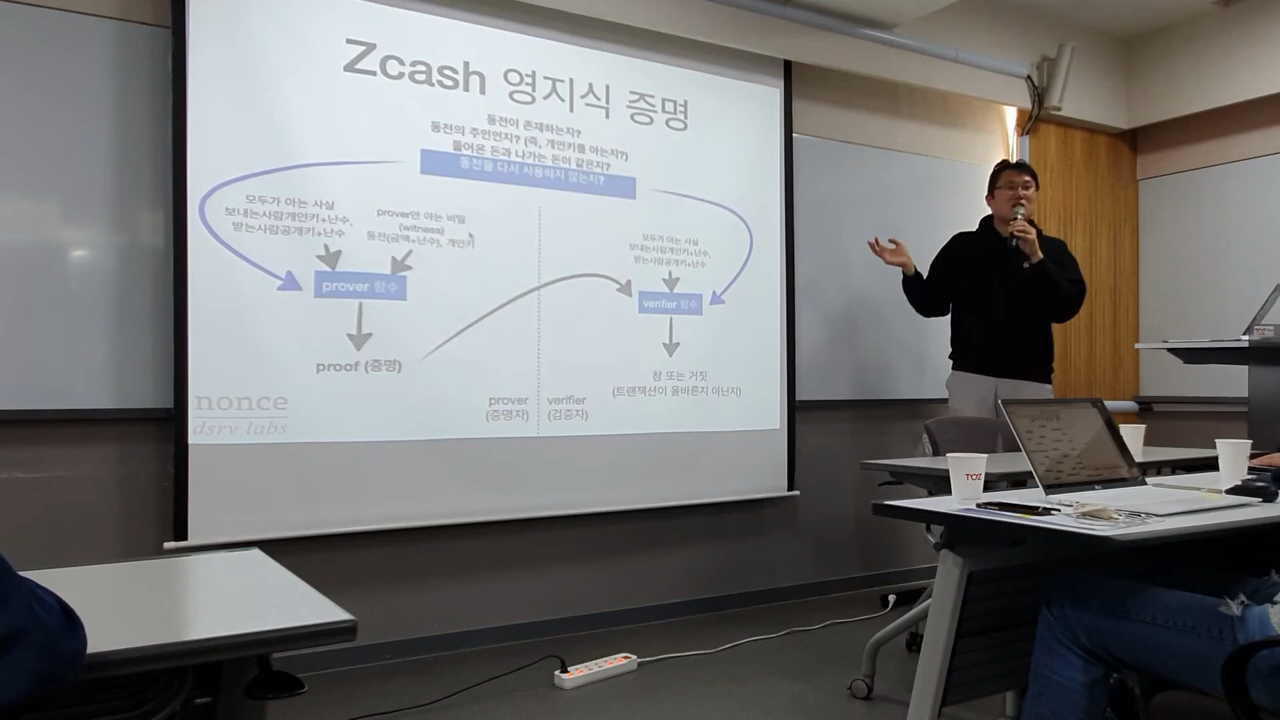 Zcash 영지식 증명
동전이 존재하는지?
동전의 주인인지? (즉, 개인키를 아는지?)
들어온 돈과 나가는 돈이 같은지?
동전을 다시 사용하지 않는지?
모두가 아는 사실
보내는사람개인키+난수,
받는사람공개키+난수
prover만 아는 비밀
(witness)
동전(금액+난수), 개인키
prover 함수
proof (증명)
모두가 아는 사실
보내는사람개인키+난수,
받는사람공개키+난수
verifier 함수
참 또는 거짓
(트랜잭션이 올바른지 아닌지)
prover
(증명자)
verifier
(검증자)
nonce
dsrv labs
TOZ
TOZ